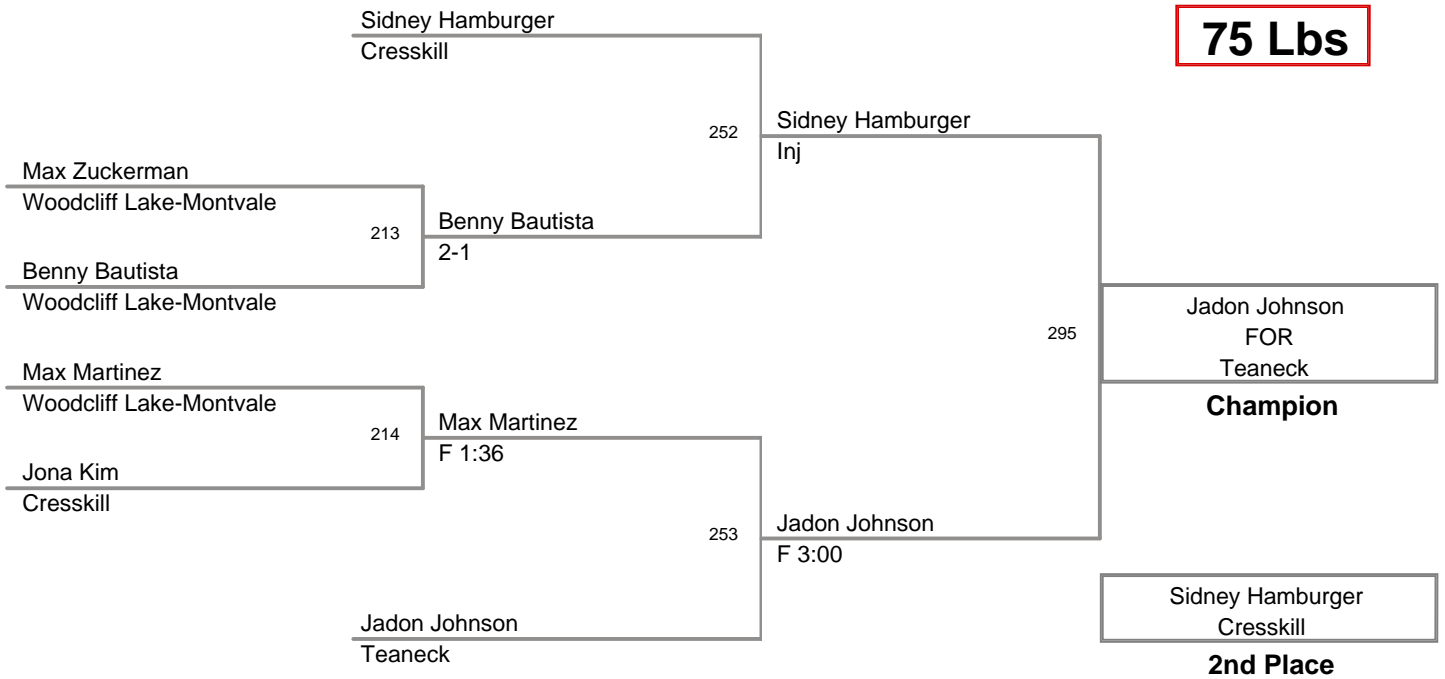 Sidney Hamburger
Cresskill
75 Lbs
252
Sidney Hamburger
Inj
Max Zuckerman
Woodcliff Lake-Montvale
213
Benny Bautista
2-1
Benny Bautista
Woodcliff Lake-Montvale
295
Jadon Johnson
FOR
Teaneck
Champion
Max Martinez
Woodcliff Lake-Montvale
214
Max Martinez
F 1:36
Jona Kim
Cresskill
253
Jadon Johnson
F 3:00
Jadon Johnson
Teaneck
Sidney Hamburger
Cresskill
2nd Place